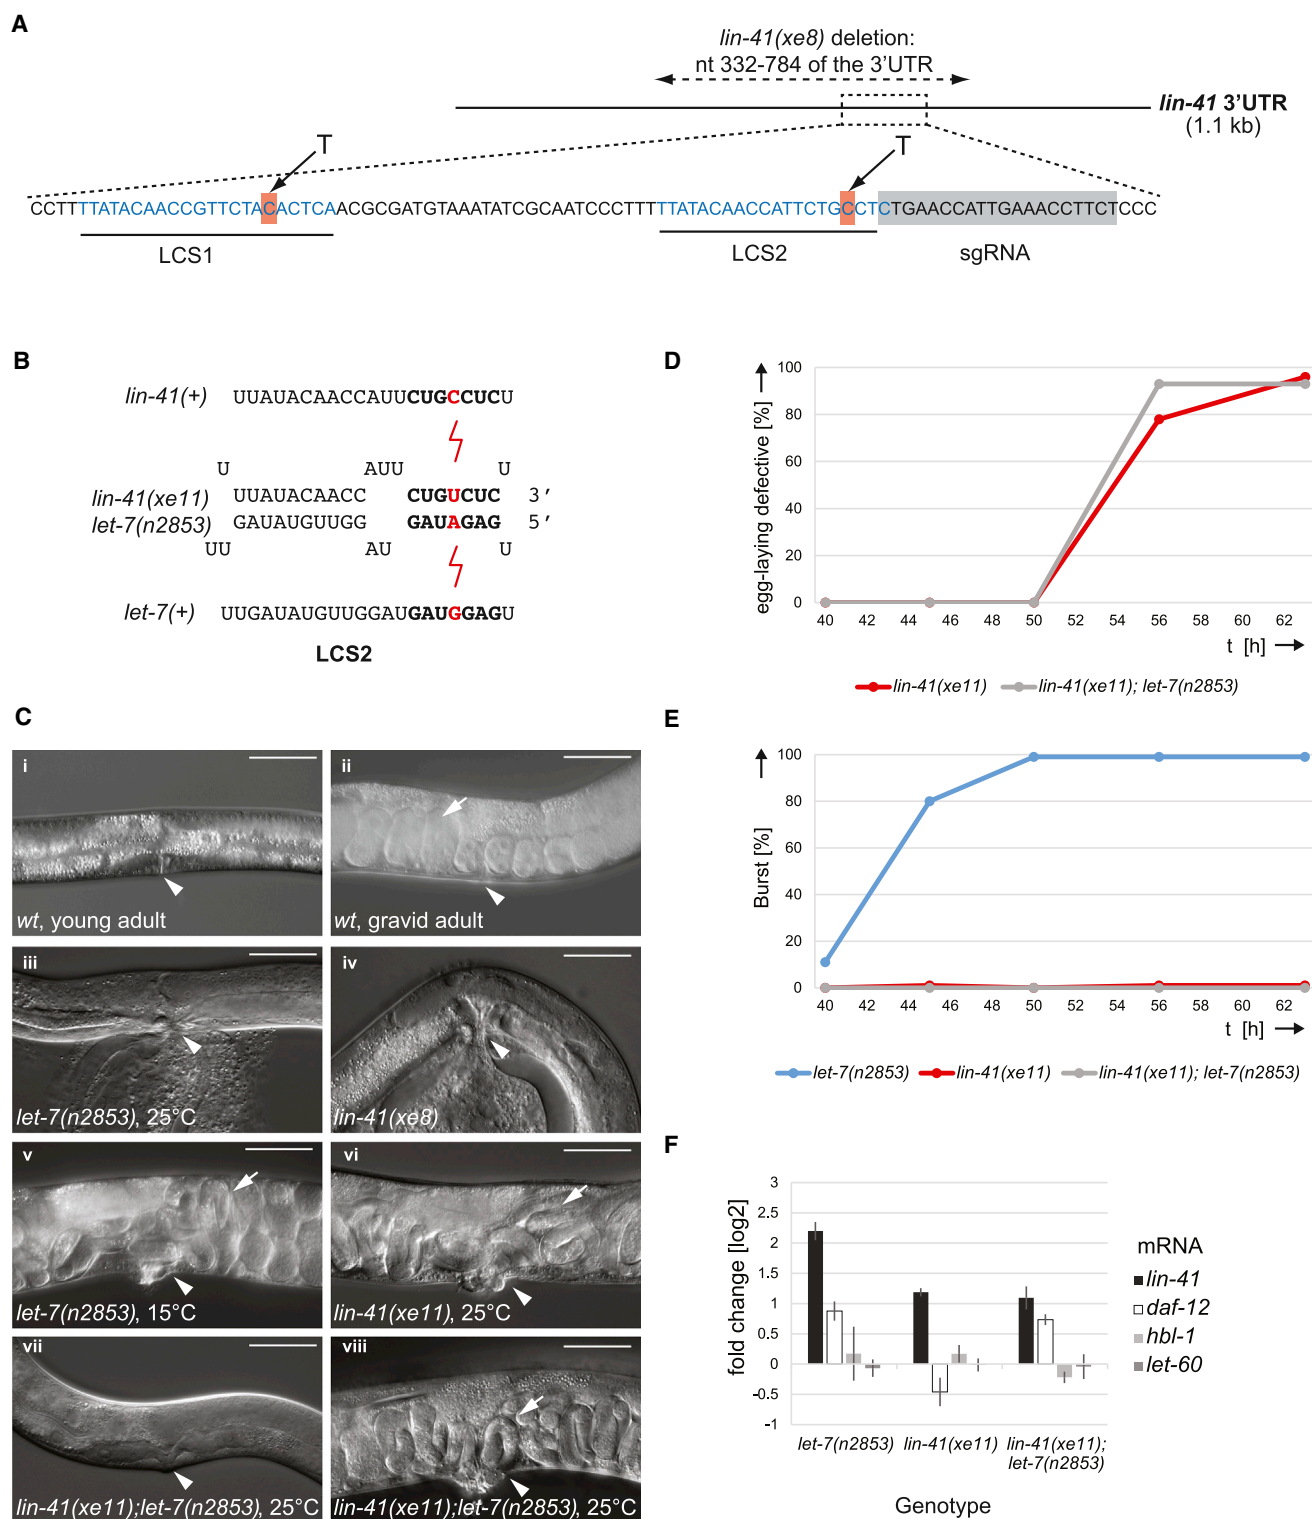 A
lin-41(xe8) deletion:
nt 332-784 of the 3'UTR
lin-41 3'UTR
(1.1 kb)
T
T
CCTTTTATACAACCGTTCTACACTCAACGCGATGTAAATATCGCAATCCCTTTTTATACAACCATTCTGCCTCTGAACCATTGAAACCTTCTCCC
LCS1
LCS2
sgRNA
B
lin-41(+) UUAUACAACCAUUCUGCCUCU
U AUU U
lin-41(xe11) UUAUACAACC CUGUCUC 3'
let-7(n2853) GAUAUGUUGG GAUAGAG 5'
UU AU U
let-7(+) UUGAUAUGUUGGAUGAUGGAGU
LCS2
C
i
wt, young adult
ii
wt, gravid adult
iii
let-7(n2853), 25°C
iv
lin-41(xe8)
v
let-7(n2853), 15°C
vi
lin-41(xe11), 25°C
vii
lin-41(xe11);let-7(n2853), 25°C
viii
lin-41(xe11);let-7(n2853), 25°C
D
egg-laying defective [%]
100
80
60
40
20
0
40 42 44 46 48 50 52 54 56 58 60 62
t [h]
lin-41(xe11) lin-41(xe11); let-7(n2853)
E
Burst [%]
100
80
60
40
20
0
40 42 44 46 48 50 52 54 56 58 60 62
t [h]
let-7(n2853) lin-41(xe11) lin-41(xe11); let-7(n2853)
F
fold change [log2]
3
2.5
2
1.5
1
0.5
0
-0.5
-1
let-7(n2853) lin-41(xe11) lin-41(xe11);
let-7(n2853)
Genotype
mRNA
lin-41
daf-12
hbl-1
let-60